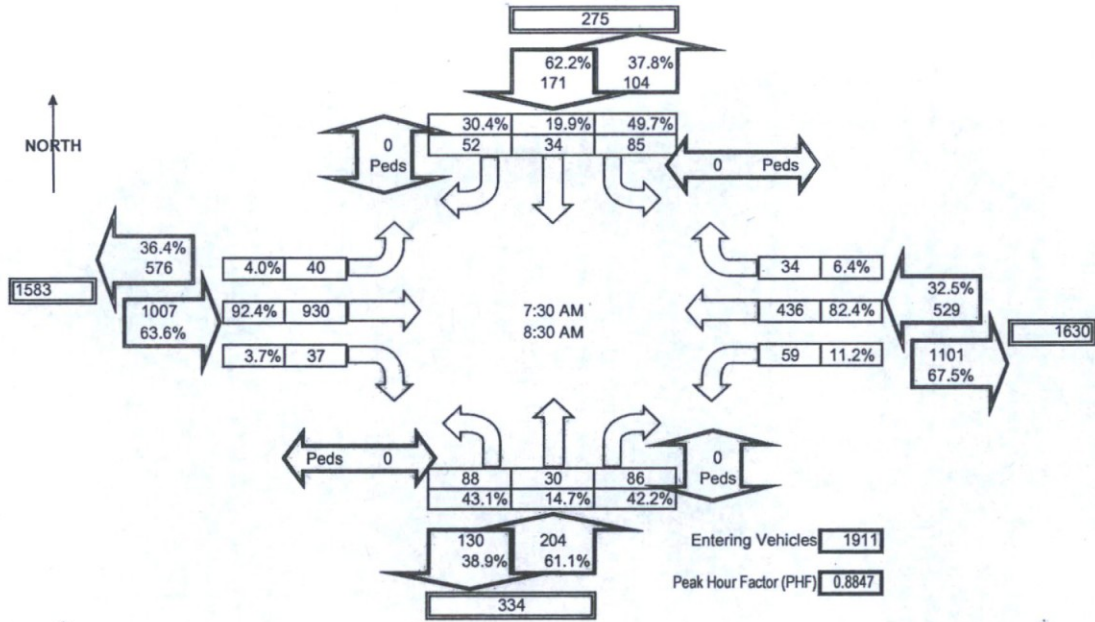 275
62.2% 37.8%
171 104
30.4% 19.9% 49.7%
52 34 85
NORTH
0
Peds
0 Peds
36.4%
576
1583
1007
63.6%
4.0% 40
92.4% 930
3.7% 37
7:30 AM
8:30 AM
34 6.4%
436 82.4%
59 11.2%
32.5%
529
1630
1101
67.5%
Peds 0
0
Peds
88 30 86
43.1% 14.7% 42.2%
130 204
38.9% 61.1%
334
Entering Vehicles 1911
Peak Hour Factor (PHF) 0.8847